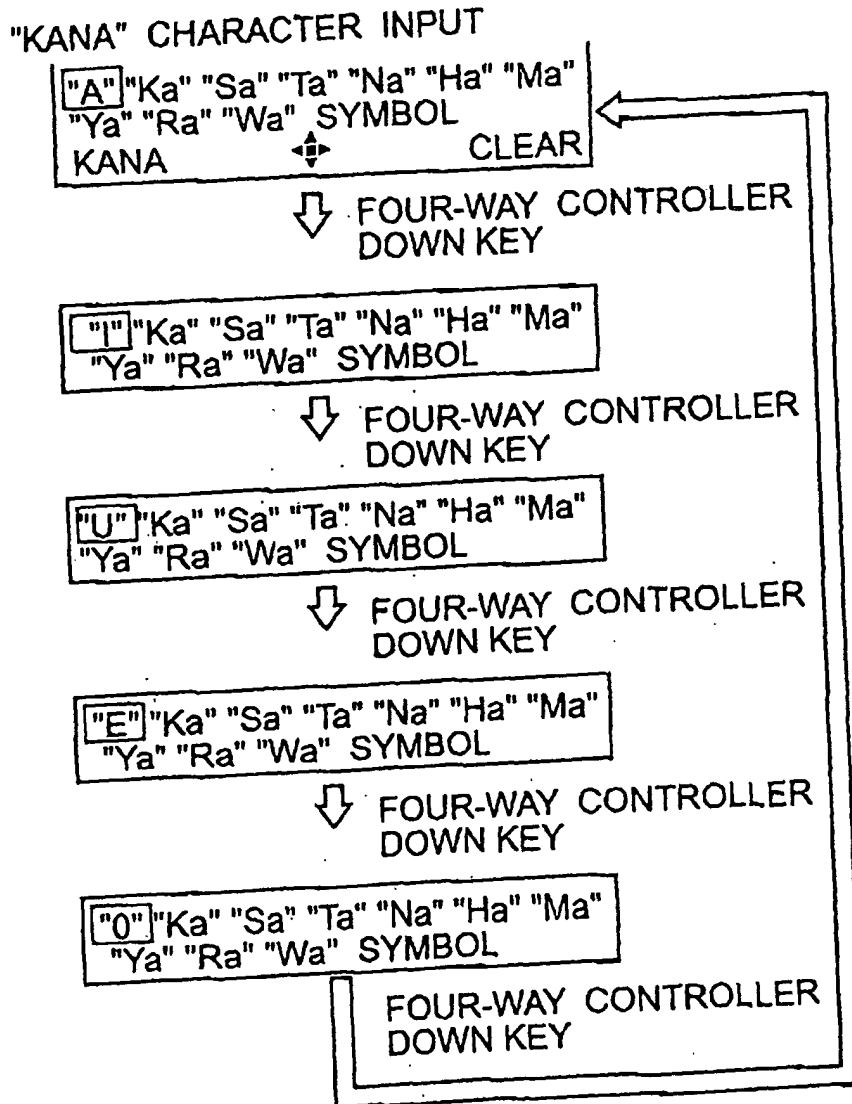 "KANA" CHARACTER INPUT
"A" "Ka" "Sa" "Ta" "Na" "Ha" "Ma"
"Ya" "Ra" "Wa" SYMBOL
KANA CLEAR
FOUR-WAY CONTROLLER
DOWN KEY
"I" "Ka" "Sa" "Ta" "Na" "Ha" "Ma"
"Ya" "Ra" "Wa" SYMBOL
FOUR-WAY CONTROLLER
DOWN KEY
"U" "Ka" "Sa" "Ta" "Na" "Ha" "Ma"
"Ya" "Ra" "Wa" SYMBOL
FOUR-WAY CONTROLLER
DOWN KEY
"E" "Ka" "Sa" "Ta" "Na" "Ha" "Ma"
"Ya" "Ra" "Wa" SYMBOL
FOUR-WAY CONTROLLER
DOWN KEY
"0" "Ka" "Sa" "Ta" "Na" "Ha" "Ma"
"Ya" "Ra" "Wa" SYMBOL
FOUR-WAY CONTROLLER
DOWN KEY